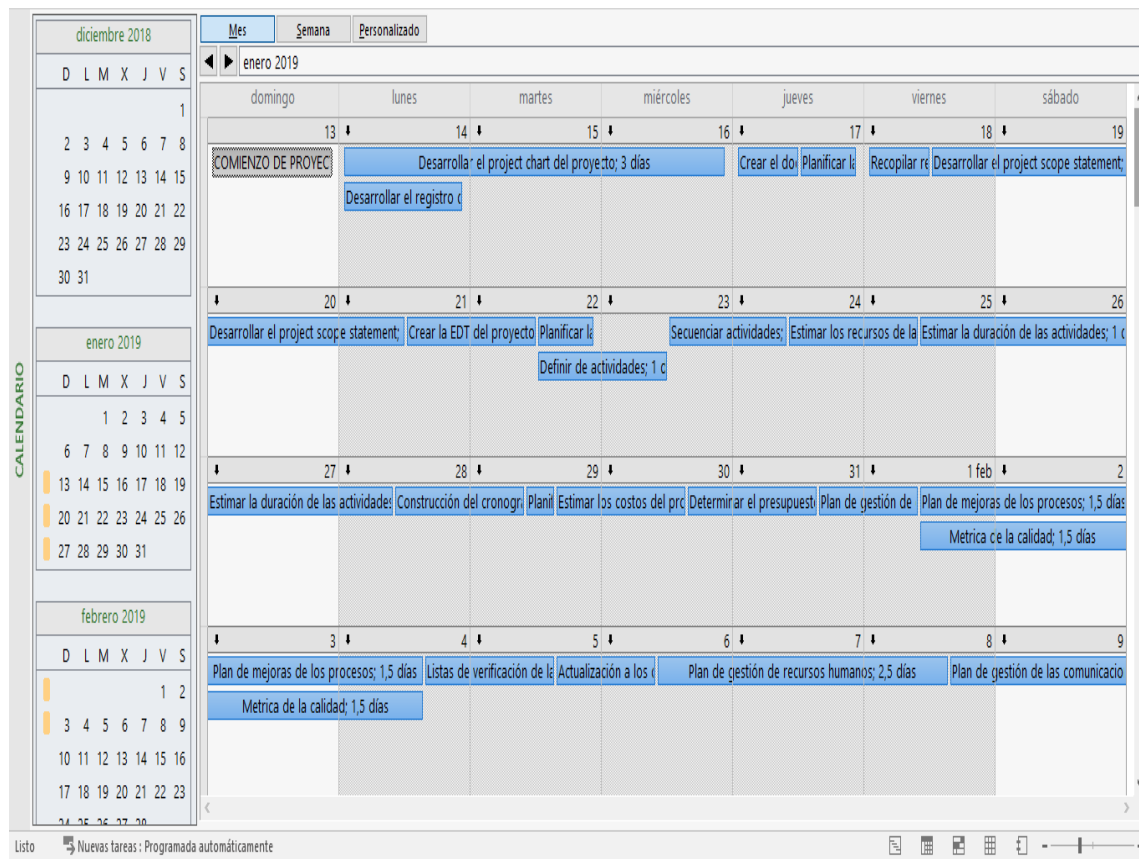 CALENDARIO
diciembre 2018
D L M X J V S
1
2 3 4 5 6 7 8
9 10 11 12 13 14 15
16 17 18 19 20 21 22
23 24 25 26 27 28 29
30 31
enero 2019
D L M X J V S
1 2 3 4 5
6 7 8 9 10 11 12
13 14 15 16 17 18 19
20 21 22 23 24 25 26
27 28 29 30 31
febrero 2019
D L M X J V S
1 2
3 4 5 6 7 8 9
10 11 12 13 14 15 16
17 18 19 20 21 22 23
24 25 26 27 28
Mes Semana Personalizado
enero 2019
domingo lunes martes miércoles jueves viernes sábado
13 14 15 16 17 18 19
COMIENZO DE PROYEC Desarrollar el project chart del proyecto; 3 días Crear el do Planificar la Recopilar re Desarrollar el project scope statement;
Desarrollar el registro
20 21 22 23 24 25 26
Desarrollar el project scope statement; Crear la EDT del proyecto Planificar la Secuenciar actividades; Estimar los recursos de la Estimar la duración de las actividades; 1
Definir de actividades; 1
27 28 29 30 31 1 feb 2
Estimar la duración de las actividades Construcción del cronogr Plani Estimar los costos del pro Determinar el presupuest Plan de gestión de Plan de mejoras de los procesos; 1,5 días
Metrica de la calidad; 1,5 días
3 4 5 6 7 8 9
Plan de mejoras de los procesos; 1,5 días Listas de verificación de la Actualización a los Plan de gestión de recursos humanos; 2,5 días Plan de gestión de las comunicacio
Metrica de la calidad; 1,5 días
Listo Nuevas tareas : Programada automáticamente